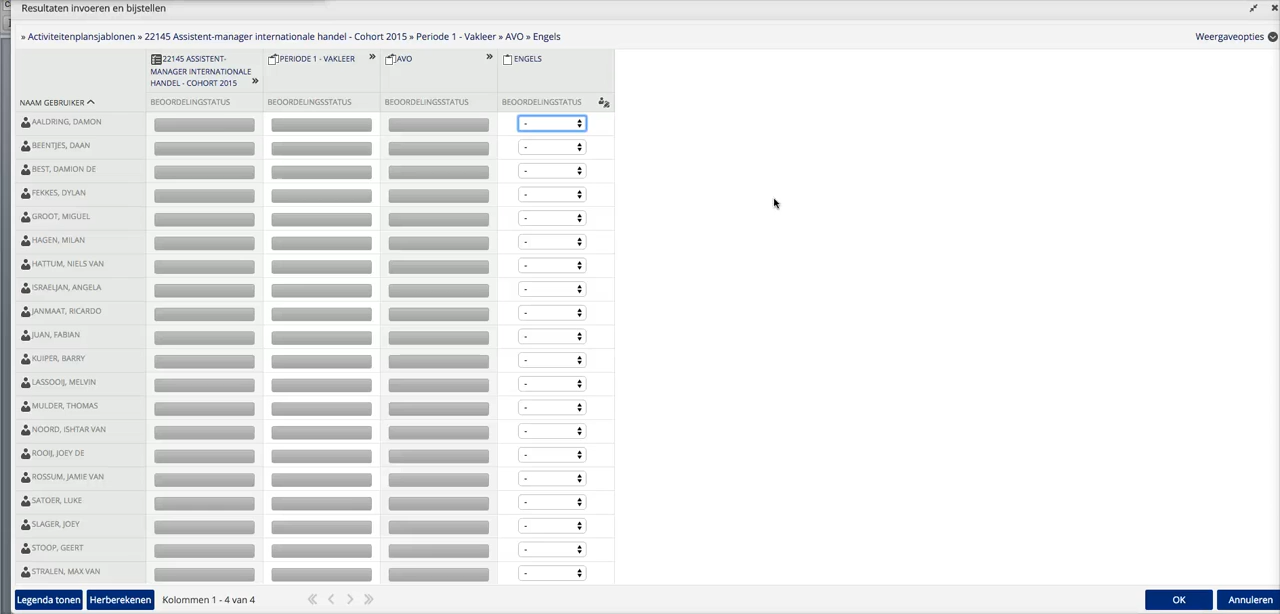 Resultaten invoeren en bijstellen
» Activiteitenplansjablonen » 22145 Assistent-manager internationale handel - Cohort 2015 » Periode 1 - Vakleer » AVO » Engels
Weergaveopties
22145 ASSISTENT-
MANAGER INTERNATIONALE
HANDEL - COHORT 2015 »
PERIODE 1 - VAKLEER »
AVO »
ENGELS
NAAM GEBRUIKER
BEOORDELINGSTATUS
BEOORDELINGSSTATUS
BEOORDELINGSSTATUS
BEOORDELINGSTATUS
AALDRING, DAMON -
BEENTJES, DAAN -
BEST, DAMION DE -
FEKKES, DYLAN -
GROOT, MIGUEL -
HAGEN, MILAN -
HATTUM, NIELS VAN -
ISRAELJAN, ANGELA -
JANMAAT, RICARDO -
JUAN, FABIAN -
KUIPER, BARRY -
LASSOOIJ, MELVIN -
MULDER, THOMAS -
NOORD, ISHTAR VAN -
ROOIJ, JOEY DE -
ROSSUM, JAMIE VAN -
SATOER, LUKE -
SLAGER, JOEY -
STOOP, GEERT -
STRALEN, MAX VAN -
Legenda tonen
Herberekenen
Kolommen 1 - 4 van 4
OK
Annuleren